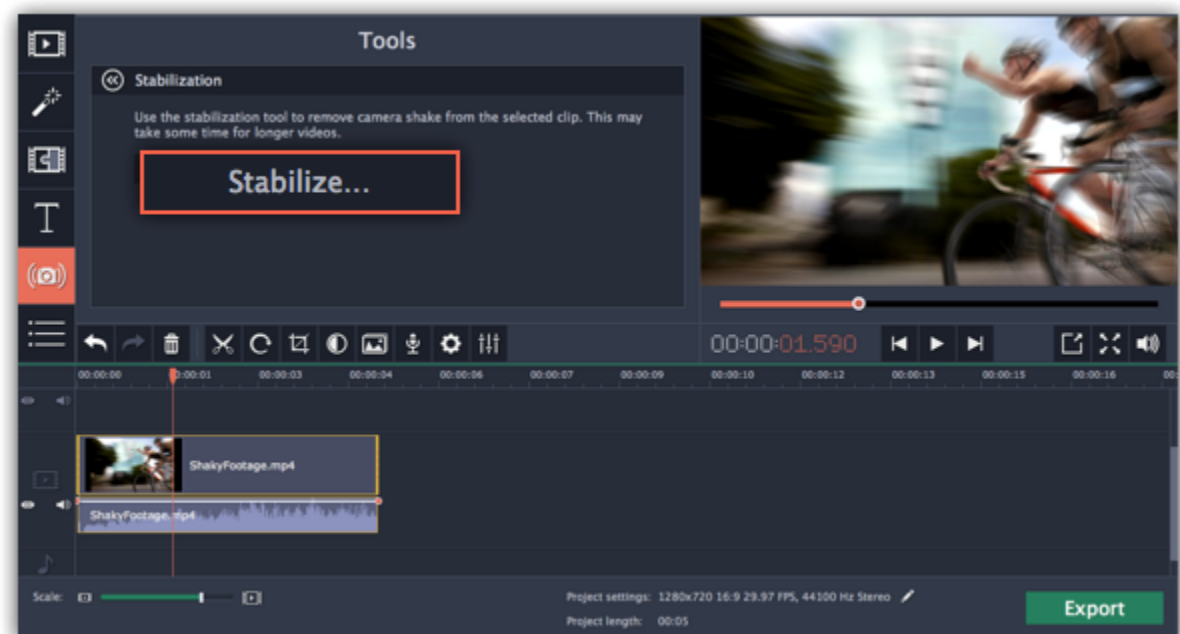 Tools
Stabilization
Use the stabilization tool to remove camera shake from the selected clip. This may
take some time for longer videos.
Stabilize...
T
00:00:01.590
00:00:00 00:00:01 00:00:03 00:00:04 00:00:06 00:00:07 00:00:09 00:00:10 00:00:12 00:00:13 00:00:15 00:00:16 00:
ShakyFootage.mp4
ShakyFootage.mp4
Scale:
Project settings: 1280x720 16:9 29.97 FPS, 44100 Hz Stereo
Project length: 00:05
Export